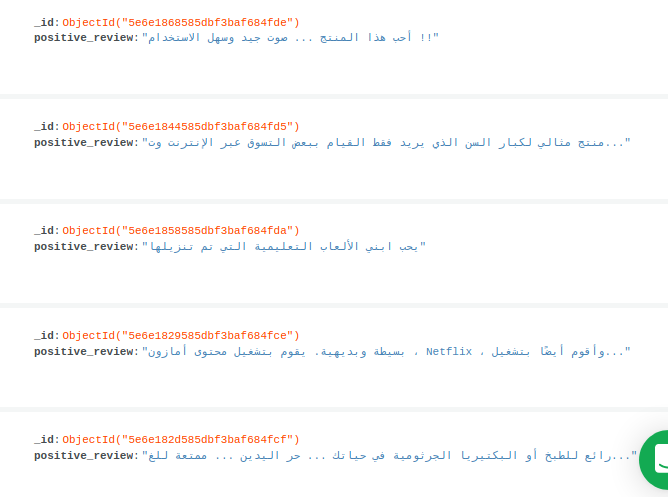 _id: ObjectId("5e6e1868585dbf3baf684fde")
positive_review: "أحب هذا المنتج ... صوت جيد وسهل الاستخدام !!"
_id: ObjectId("5e6e1844585dbf3baf684fd5")
positive_review: "منتج مثالي لكبار السن الذي يريد فقط القيام ببعض التسوق عبر الإنترنت وت..."
_id: ObjectId("5e6e1858585dbf3baf684fda")
positive_review: "يحب ابني الألعاب التعليمية التي تم تنزيلها"
_id: ObjectId("5e6e1829585dbf3baf684fce")
positive_review: "بسيطة وبديهية. يقوم بتشغيل محتوى أمازون ، Netflix ، وأقوم أيضًا بتشغيل..."
_id: ObjectId("5e6e182d585dbf3baf684fcf")
positive_review: "رائع للطبخ أو البكتيريا الجرثومية في حياتك ... حر اليدين ... ممتعة للغ..."